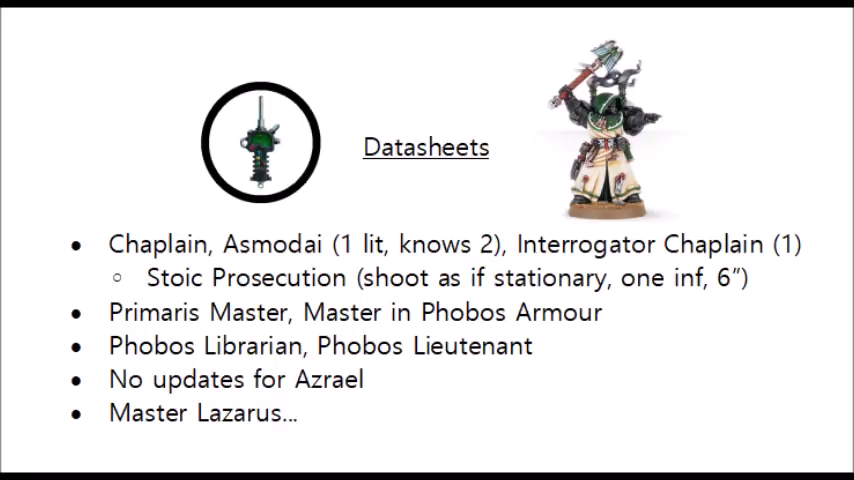 Datasheets
• Chaplain, Asmodai (1 lit, knows 2), Interrogator Chaplain (1)
○ Stoic Prosecution (shoot as if stationary, one inf, 6”)
• Primaris Master, Master in Phobos Armour
• Phobos Librarian, Phobos Lieutenant
• No updates for Azrael
• Master Lazarus...